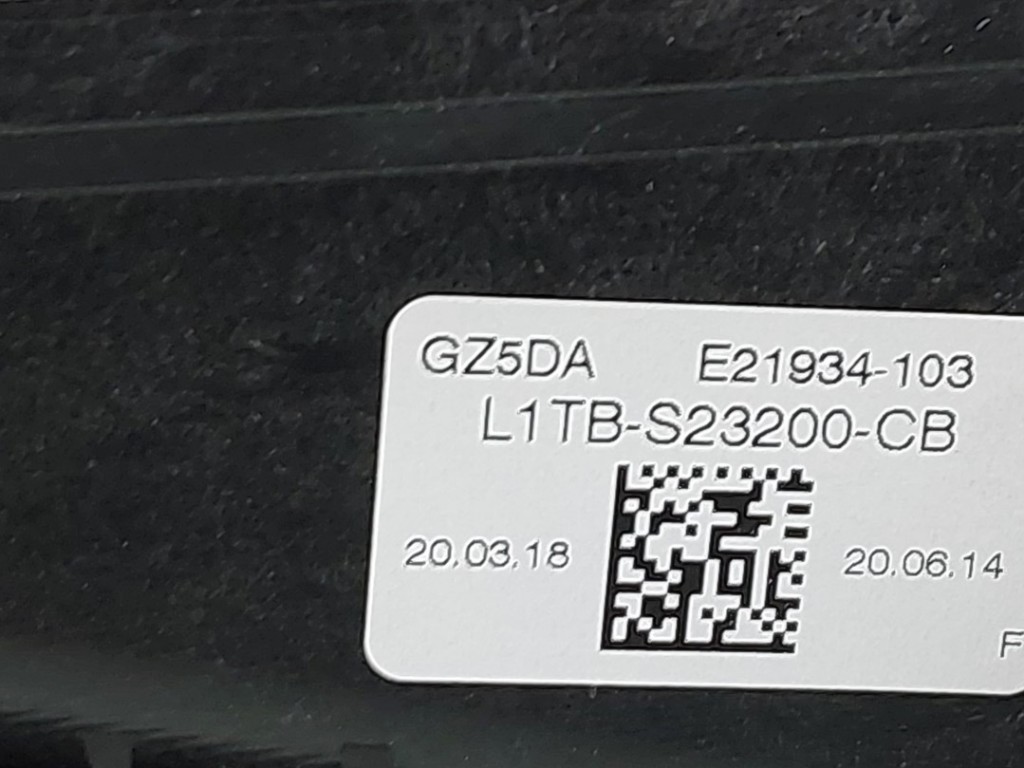 GZ5DA E21934-103
L1TB-S23200-CB
20.03.18 20.06.14
F